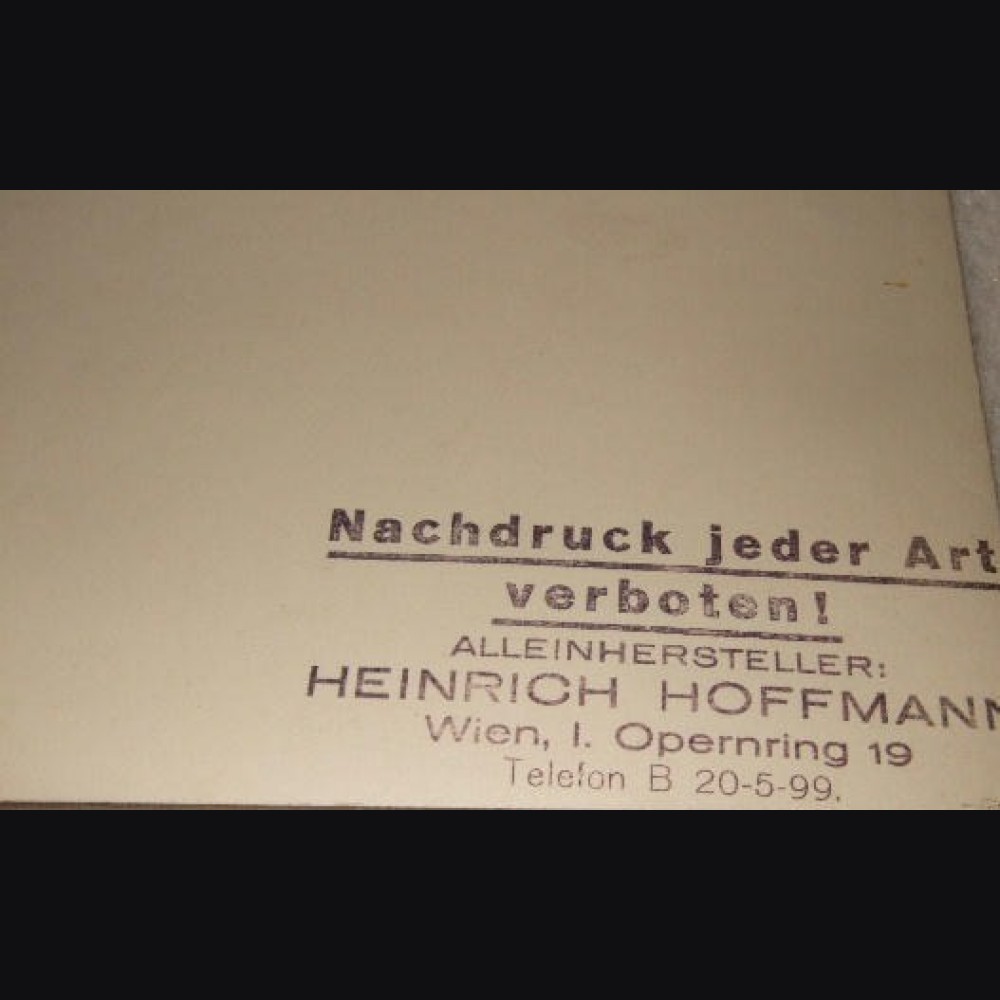 Nachdruck jeder Art
verboten!
ALLEINHERSTELLER:
HEINRICH HOFFMANN
Wien, I. Opernring 19
Telefon B 20-5-99.